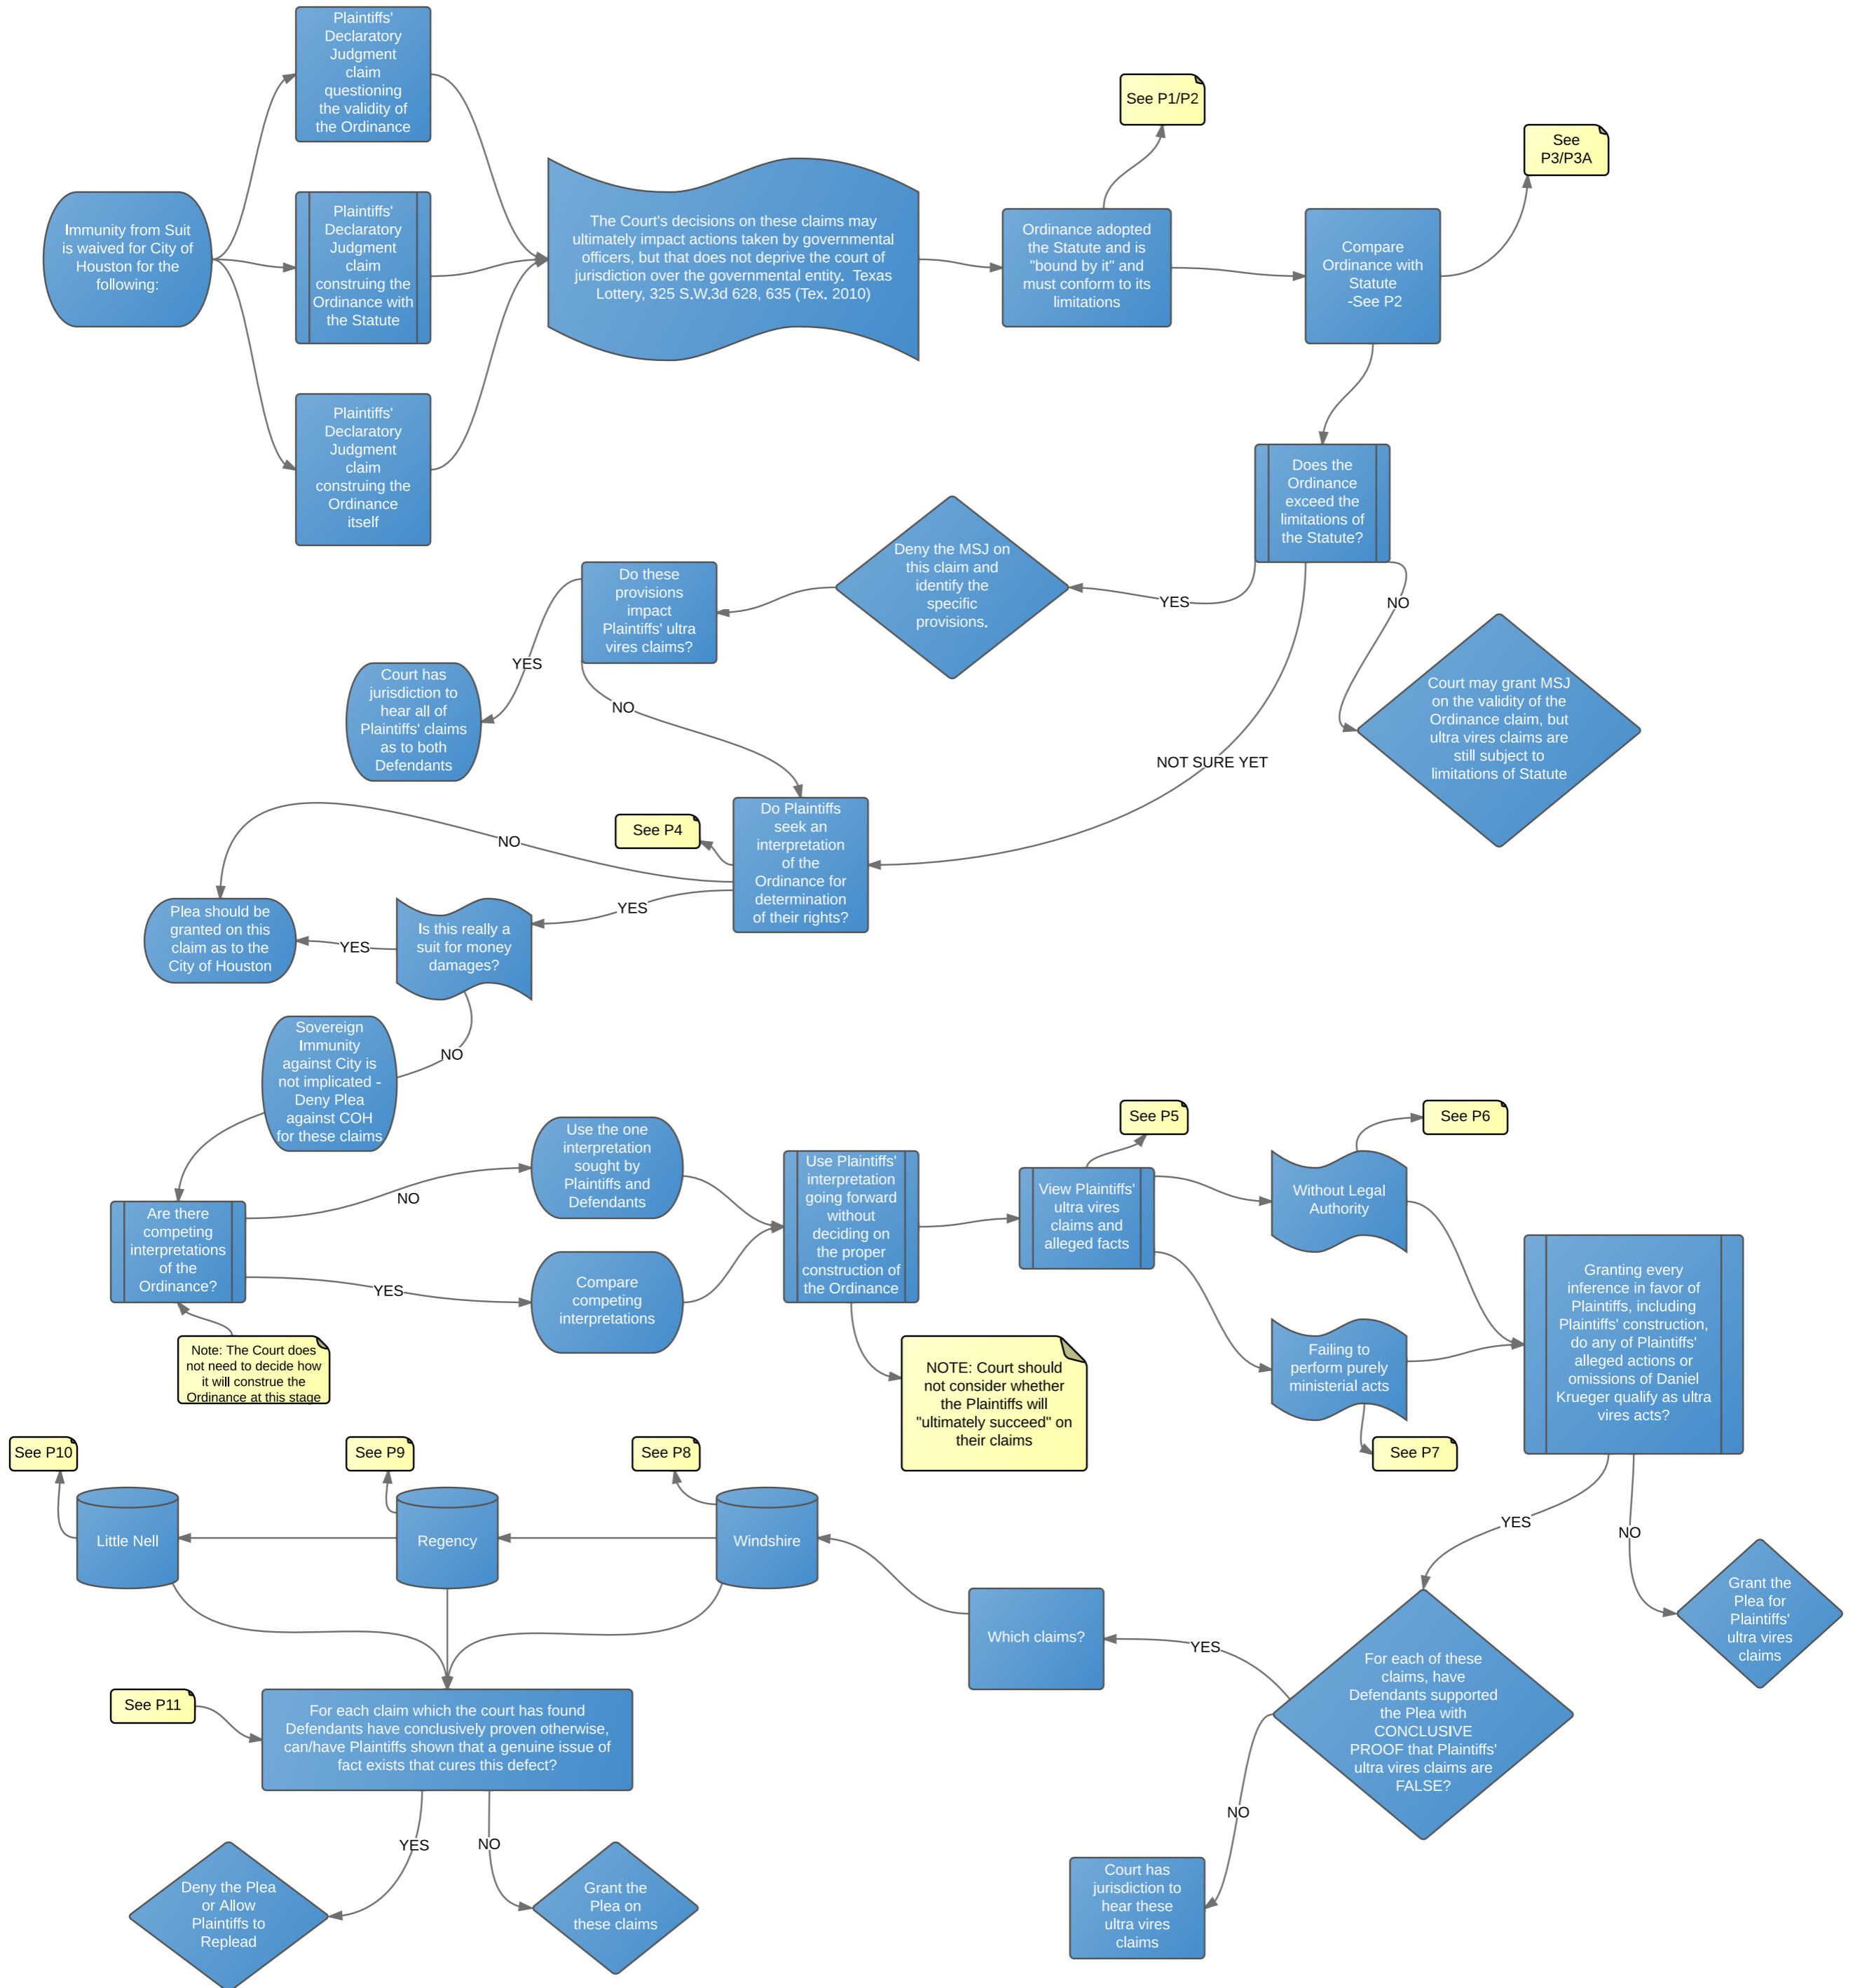 Plaintiffs'
Declaratory
Judgment
claim
questioning
the validity of
the Ordinance
See P1/P2
See
P3/P3A
Immunity from Suit
is waived for City of
Houston for the
following:
Plaintiffs'
Declaratory
Judgment
claim
construing the
Ordinance with
the Statute
The Court's decisions on these claims may
ultimately impact actions taken by governmental
officers, but that does not deprive the court of
jurisdiction over the governmental entity.  Texas
Lottery, 325 S.W.3d 628, 635 (Tex. 2010)
Ordinance adopted
the Statute and is
"bound by it" and
must conform to its
limitations
Compare
Ordinance with
Statute
-See P2
Plaintiffs'
Declaratory
Judgment
claim
construing the
Ordinance
itself
Does the
Ordinance
exceed the
limitations of
the Statute?
Deny the MSJ on
this claim and
identify the
specific
provisions.
Do these
provisions
impact
Plaintiffs' ultra
vires claims?
YES
NO
YES
Court has
jurisdiction to
hear all of
Plaintiffs' claims
as to both
Defendants
NO
Court may grant MSJ
on the validity of the
Ordinance claim, but
ultra vires claims are
still subject to
limitations of Statute
NOT SURE YET
Do Plaintiffs
seek an
interpretation
of the
Ordinance for
determination
of their rights?
See P4
NO
YES
Plea should be
granted on this
claim as to the
City of Houston
YES
Is this really a
suit for money
damages?
NO
Sovereign
Immunity
against City is
not implicated -
Deny Plea
against COH
for these claims
Are there
competing
interpretations
of the
Ordinance?
NO
YES
Use the one
interpretation
sought by
Plaintiffs and
Defendants
Compare
competing
interpretations
Note: The Court does
not need to decide how
it will construe the
Ordinance at this stage
Use Plaintiffs'
interpretation
going forward
without
deciding on
the proper
construction of
the Ordinance
NOTE: Court should
not consider whether
the Plaintiffs will
"ultimately succeed" on
their claims
See P5
View Plaintiffs'
ultra vires
claims and
alleged facts
See P6
Without Legal
Authority
Failing to
perform purely
ministerial acts
See P7
Granting every
inference in favor of
Plaintiffs, including
Plaintiffs' construction,
do any of Plaintiffs'
alleged actions or
omissions of Daniel
Krueger qualify as ultra
vires acts?
YES
NO
Grant the
Plea for
Plaintiffs'
ultra vires
claims
For each of these
claims, have
Defendants supported
the Plea with
CONCLUSIVE
PROOF that Plaintiffs'
ultra vires claims are
FALSE?
YES
NO
Which claims?
Court has
jurisdiction to
hear these
ultra vires
claims
See P10
See P9
See P8
Little Nell
Regency
Windshire
See P11
For each claim which the court has found
Defendants have conclusively proven otherwise,
can/have Plaintiffs shown that a genuine issue of
fact exists that cures this defect?
YES
NO
Deny the Plea
or Allow
Plaintiffs to
Replead
Grant the
Plea on
these claims